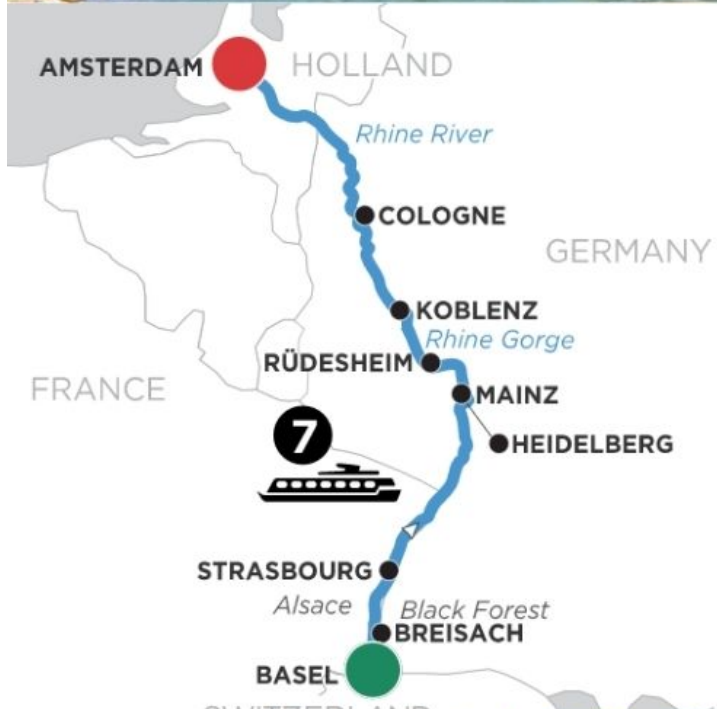 AMSTERDAM
HOLLAND
Rhine River
COLOGNE
GERMANY
KOBLENZ
Rhine Gorge
RÜDESHEIM
FRANCE
MAINZ
7
HEIDELBERG
STRASBOURG
Alsace
Black Forest
BREISACH
BASEL
SWITZERLAND